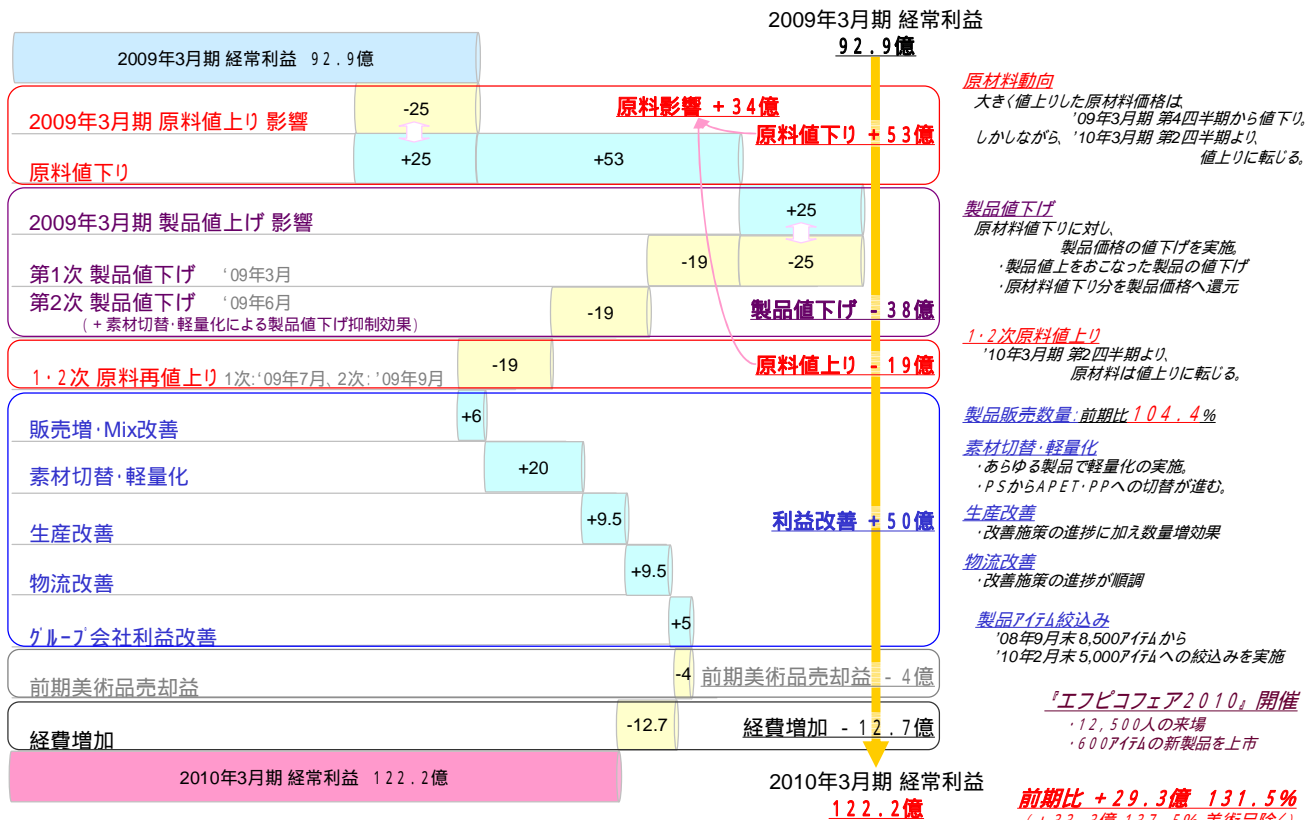 2009年3月期 経常利益
92.9億
2009年3月期 経常利益 92.9億
2009年3月期 原料値上り 影響
-25
原料影響 +34億
原料値下り +53億
原料値下り
+25
+53
2009年3月期 製品値上げ 影響
+25
第1次 製品値下げ '09年3月
-19
-25
第2次 製品値下げ '09年6月
(+素材切替・軽量化による製品値下げ抑制効果)
-19
製品値下げ -38億
1・2次 原料再値上り 1次:'09年7月、2次:'09年9月
-19
原料値上り -19億
販売増・Mix改善
+6
素材切替・軽量化
+20
生産改善
+9.5
利益改善 +50億
物流改善
+9.5
グループ会社利益改善
+5
前期美術品売却益
-4
前期美術品売却益 -4億
経費増加
-12.7
経費増加 -12.7億
2010年3月期 経常利益 122.2億
2010年3月期 経常利益
122.2億
原材料動向
大きく値上りした原材料価格は、
'09年3月期 第4四半期から値下り。
しかしながら、'10年3月期 第2四半期より、
値上りに転じる。
製品値下げ
原材料値下りに対し、
製品価格の値下げを実施。
・製品値上をおこなった製品の値下げ
・原材料値下り分を製品価格へ還元
1・2次原料値上り
'10年3月期 第2四半期より、
原材料は値上りに転じる。
製品販売数量:前期比104.4%
素材切替・軽量化
・あらゆる製品で軽量化の実施。
・PSからAPET・PPへの切替が進む。
生産改善
・改善施策の進捗に加え数量増効果
物流改善
・改善施策の進捗が順調
製品アイテム絞込み
'08年9月末 8,500アイテムから
'10年2月末 5,000アイテムへの絞込みを実施
『エフピコフェア2010』開催
・12,500人の来場
・600アイテムの新製品を上市
前期比 +29.3億 131.5%
(+33.3億 137.5% 美術品除く)